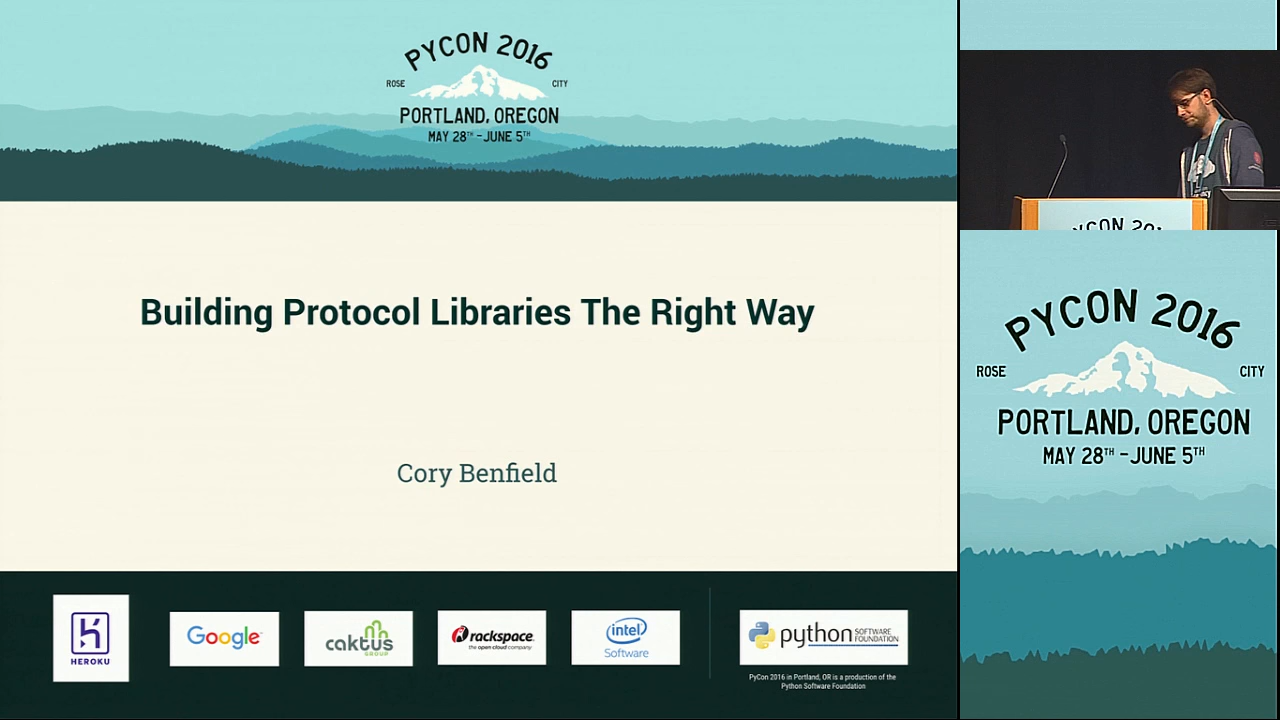 PYCON 2016
ROSE CITY
PORTLAND, OREGON
MAY 28TH - JUNE 5TH
Building Protocol Libraries The Right Way
Cory Benfield
HEROKU
Google
caktus
GROUP
rackspace
the open cloud company
intel
Software
python SOFTWARE
FOUNDATION
PyCon 2016 in Portland, OR is a production of the
Python Software Foundation
PYCON 2016
ROSE CITY
PORTLAND, OREGON
MAY 28TH - JUNE 5TH